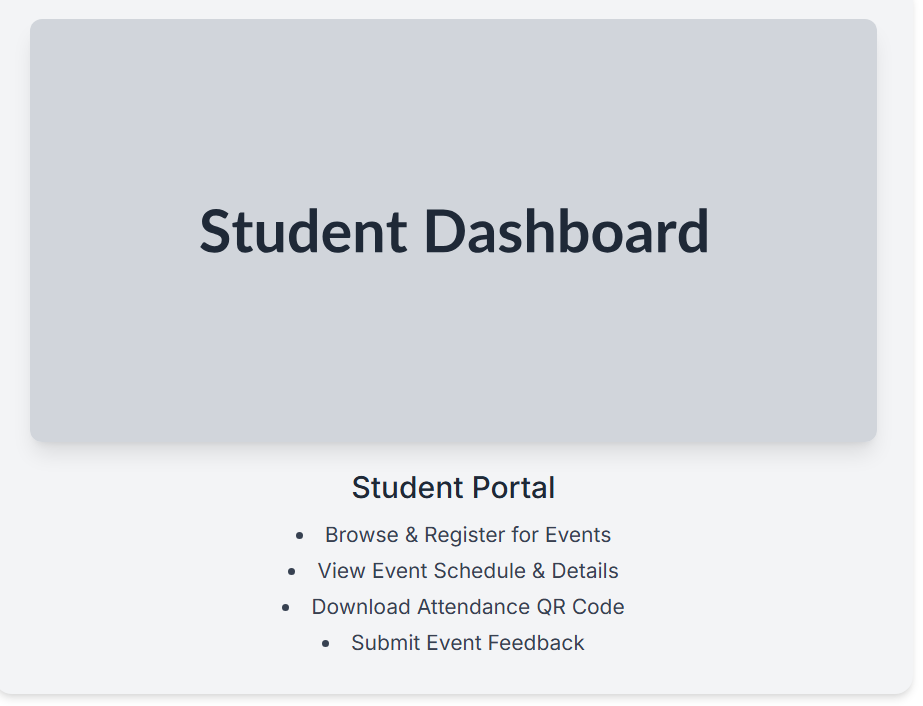 Student Dashboard
Student Portal
• Browse & Register for Events
• View Event Schedule & Details
• Download Attendance QR Code
• Submit Event Feedback